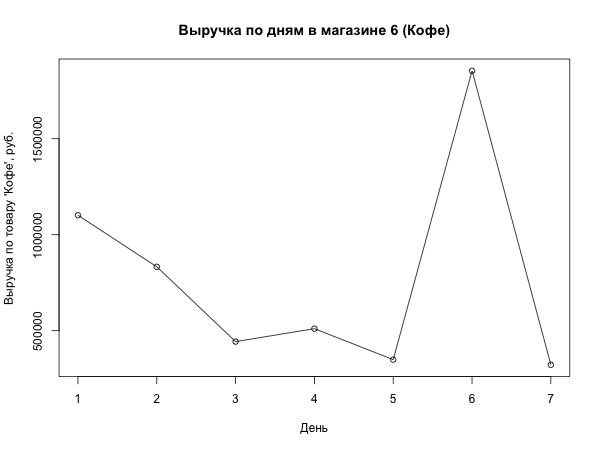 Выручка по дням в магазине 6 (Кофе)
Выручка по товару 'Кофе', руб.
1500000
1000000
500000
1 2 3 4 5 6 7
День